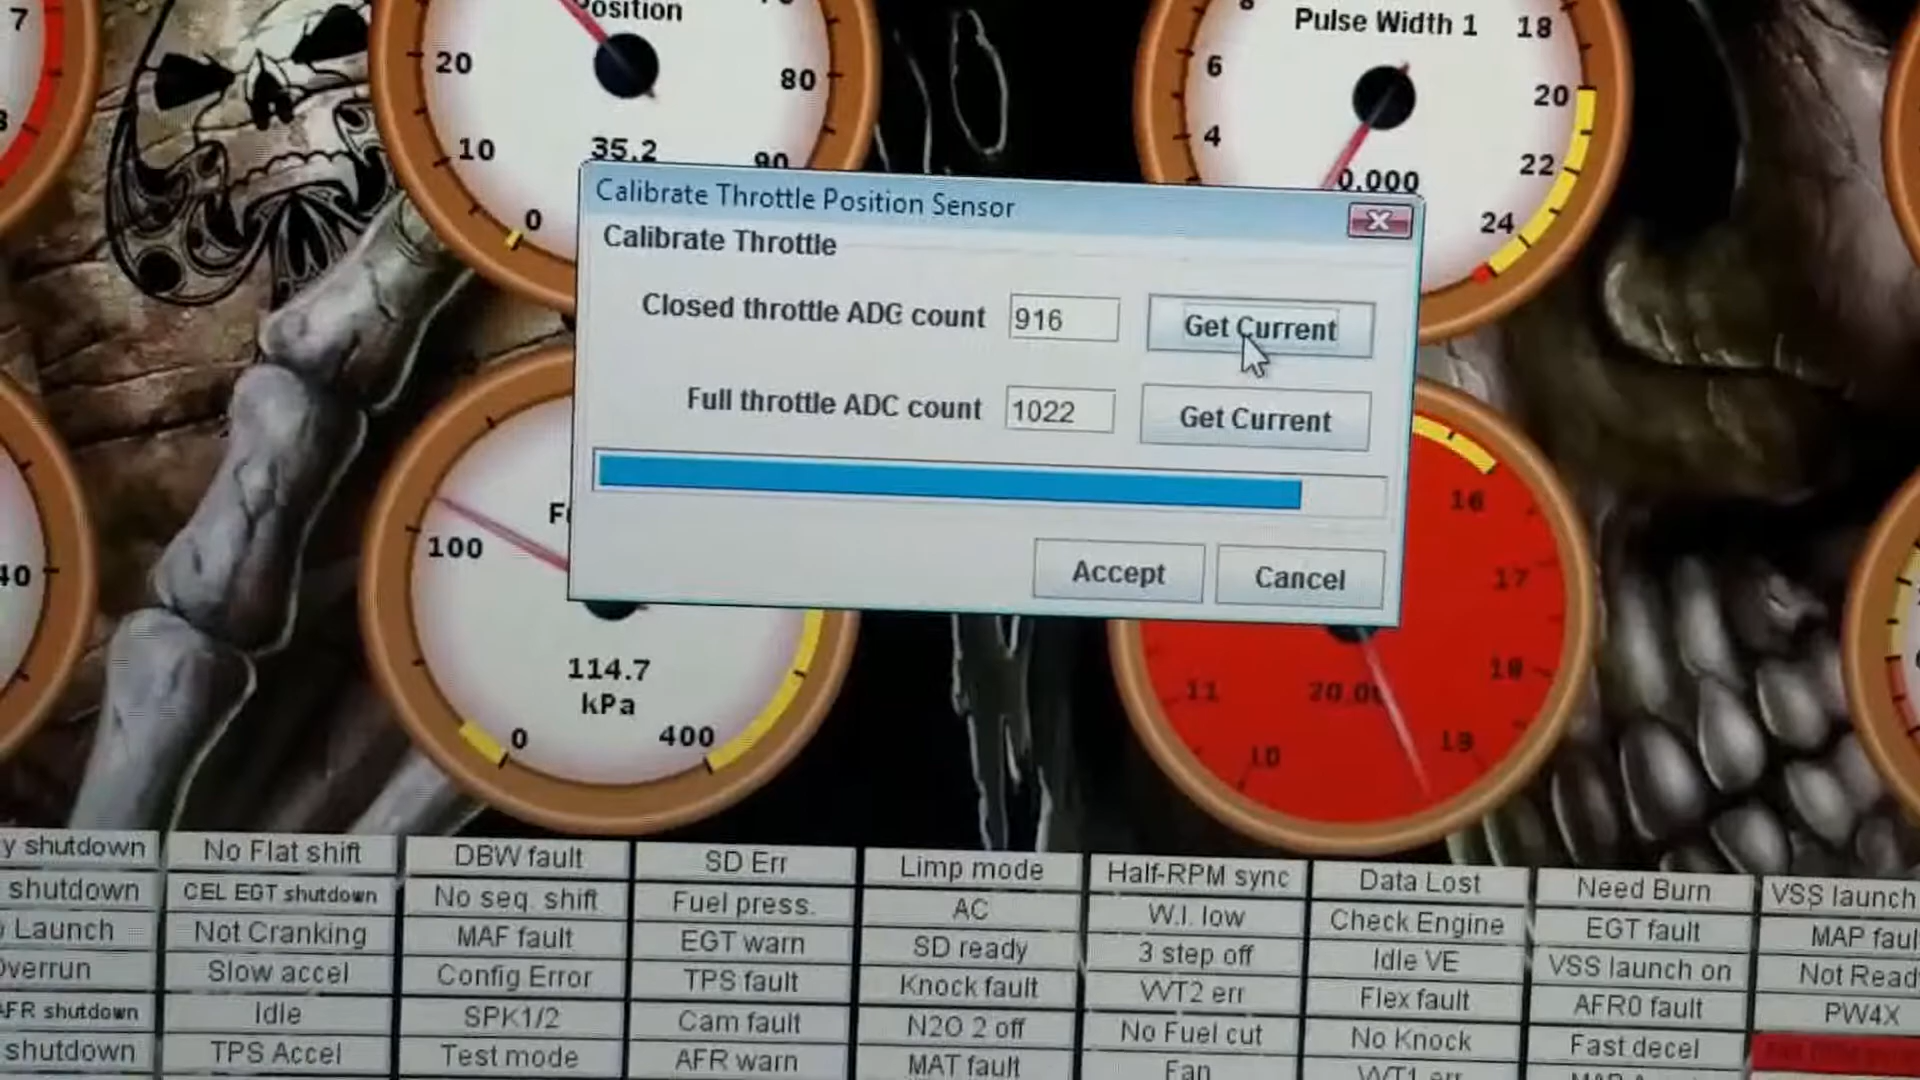 7
Position
20
80
10
35.2
90
0
Pulse Width 1
18
6
20
4
22
0.000
24
Calibrate Throttle Position Sensor
Calibrate Throttle
Closed throttle ADC count 916 Get Current
Full throttle ADC count 1022 Get Current
Accept Cancel
100
114.7
kPa
0
400
40
16
17
18
11
19
10
y shutdown No Flat shift DBW fault SD Err Limp mode Half-RPM sync Data Lost Need Burn VSS launch
shutdown CEL EGT shutdown No seq. shift Fuel press. AC W.I. low Check Engine EGT fault MAP faul
Launch Not Cranking MAF fault EGT warn SD ready 3 step off Idle VE VSS launch on Not Ready
Overrun Slow accel Config Error TPS fault Knock fault VVT2 err Flex fault AFR0 fault PW4X
AFR shutdown Idle SPK1/2 Cam fault N2O 2 off No Fuel cut No Knock Fast decel
shutdown TPS Accel Test mode AFR warn MAT fault Fan VVT1 err